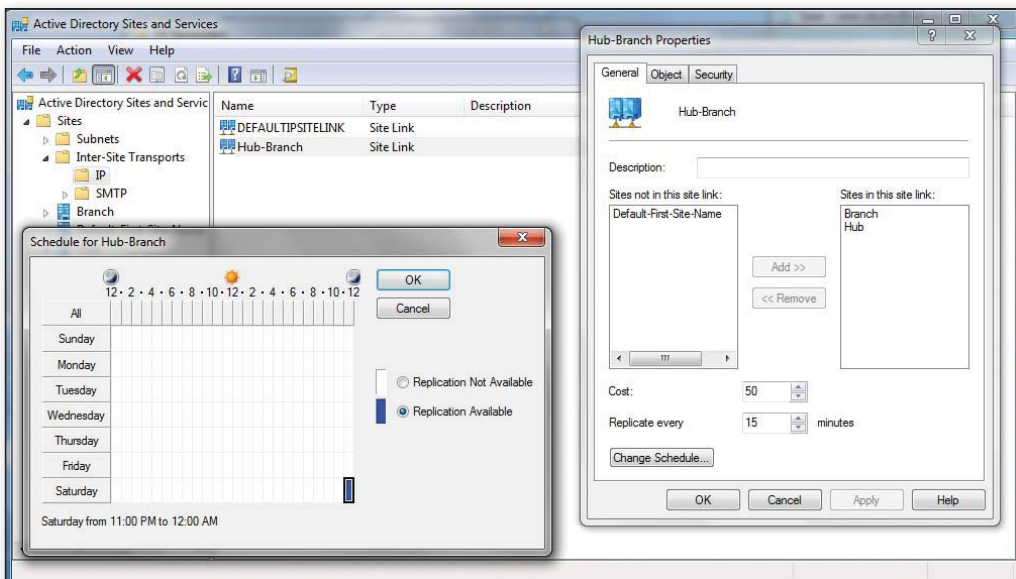 Active Directory Sites and Services
File Action View Help
Active Directory Sites and Servic
Sites
Subnets
Inter-Site Transports
IP
SMTP
Branch
Name Type Description
DEFAULTIPSITELINK Site Link
Hub-Branch Site Link
Schedule for Hub-Branch
12 • 2 • 4 • 6 • 8 • 10 • 12 • 2 • 4 • 6 • 8 • 10 • 12
All
Sunday
Monday
Tuesday
Wednesday
Thursday
Friday
Saturday
OK
Cancel
Replication Not Available
Replication Available
Saturday from 11:00 PM to 12:00 AM
Hub-Branch Properties
General Object Security
Hub-Branch
Description:
Sites not in this site link:
Default-First-Site-Name
Sites in this site link:
Branch
Hub
Add >>
<< Remove
Cost: 50
Replicate every 15 minutes
Change Schedule...
OK Cancel Apply Help